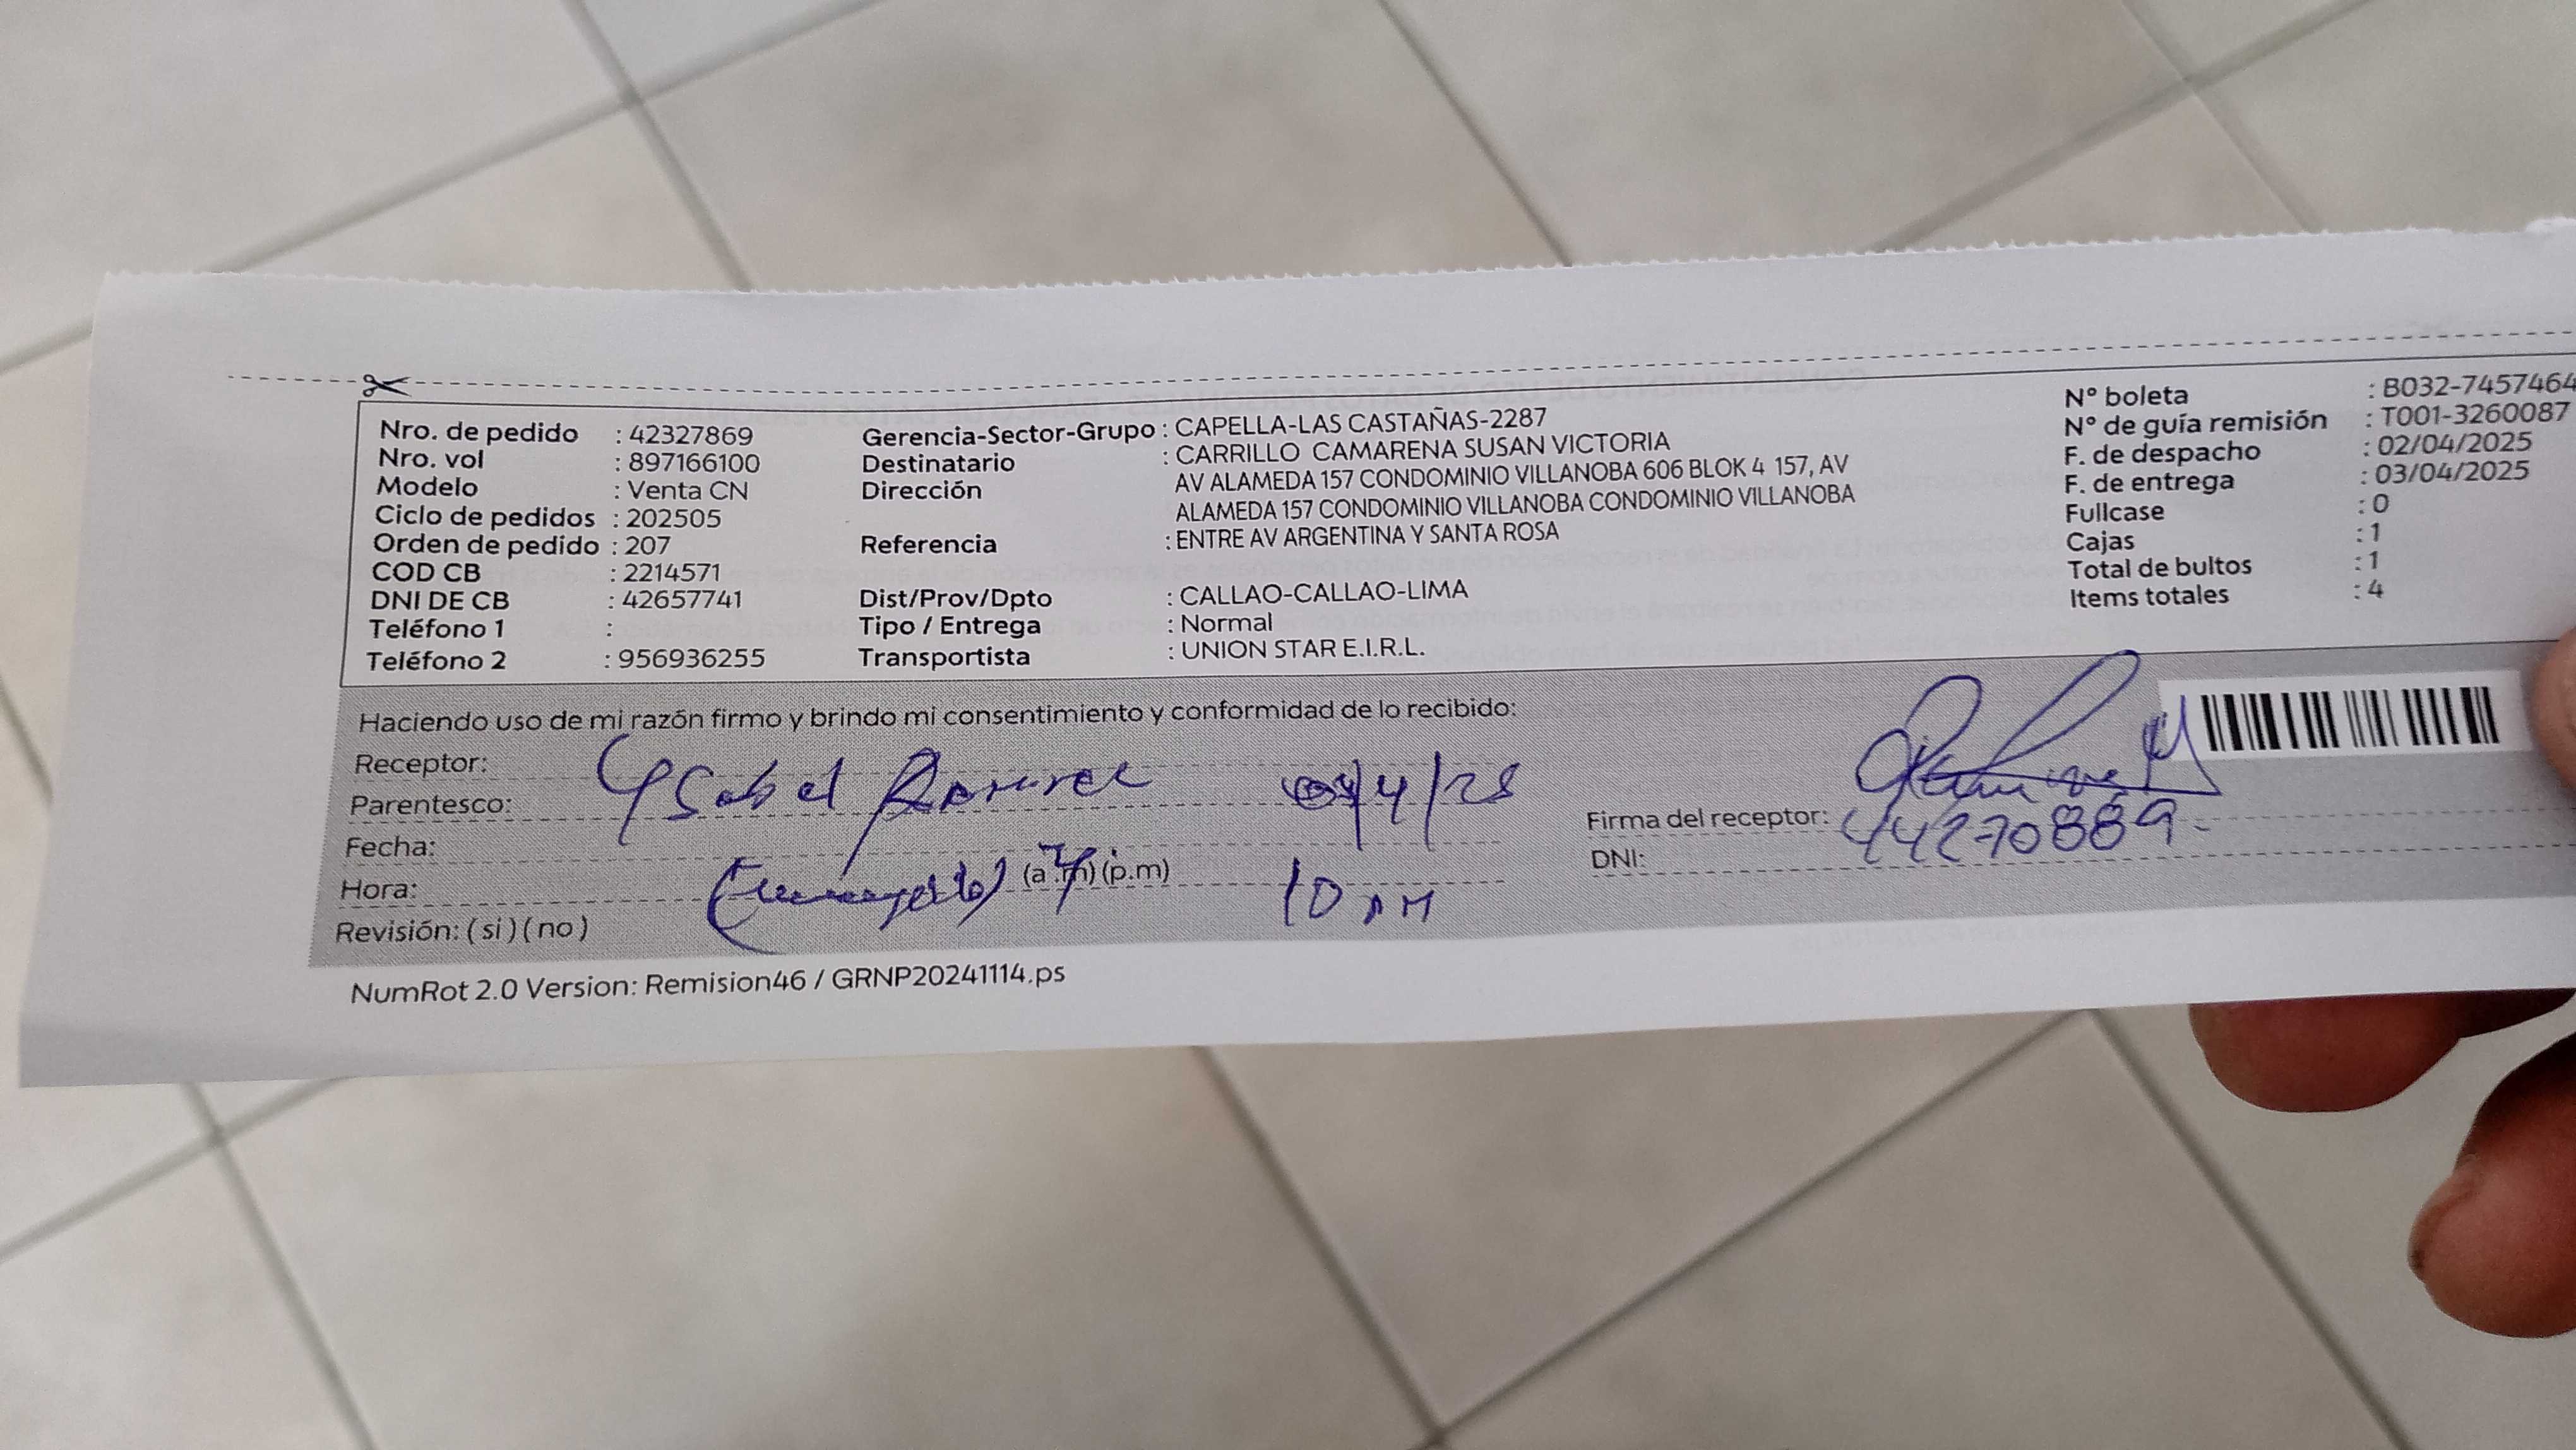 Nro. de pedido : 42327869
Nro. vol : 897166100
Modelo : Venta CN
Ciclo de pedidos : 202505
Orden de pedido : 207
COD CB : 2214571
DNI DE CB : 42657741
Teléfono 1 :
Teléfono 2 : 956936255
Gerencia-Sector-Grupo : CAPELLA-LAS CASTAÑAS-2287
Destinatario : CARRILLO CAMARENA SUSAN VICTORIA
Dirección AV ALAMEDA 157 CONDOMINIO VILLANOBA 606 BLOK 4 157, AV
ALAMEDA 157 CONDOMINIO VILLANOBA CONDOMINIO VILLANOBA
Referencia : ENTRE AV ARGENTINA Y SANTA ROSA
Dist/Prov/Dpto : CALLAO-CALLAO-LIMA
Tipo / Entrega : Normal
Transportista : UNION STAR E.I.R.L.
N° boleta : B032-7457464
N° de guía remisión : T001-3260087
F. de despacho : 02/04/2025
F. de entrega : 03/04/2025
Fullcase : 0
Cajas : 1
Total de bultos : 1
Items totales : 4
Haciendo uso de mi razón firmo y brindo mi consentimiento y conformidad de lo recibido:
Receptor: Ysabel
Parentesco:
Fecha:
Hora: (a.m) (p.m) 10 AM
Revisión: (si) (no)
Firma del receptor:
DNI: 44270889
NumRot 2.0 Version: Remision46 / GRNP20241114.ps